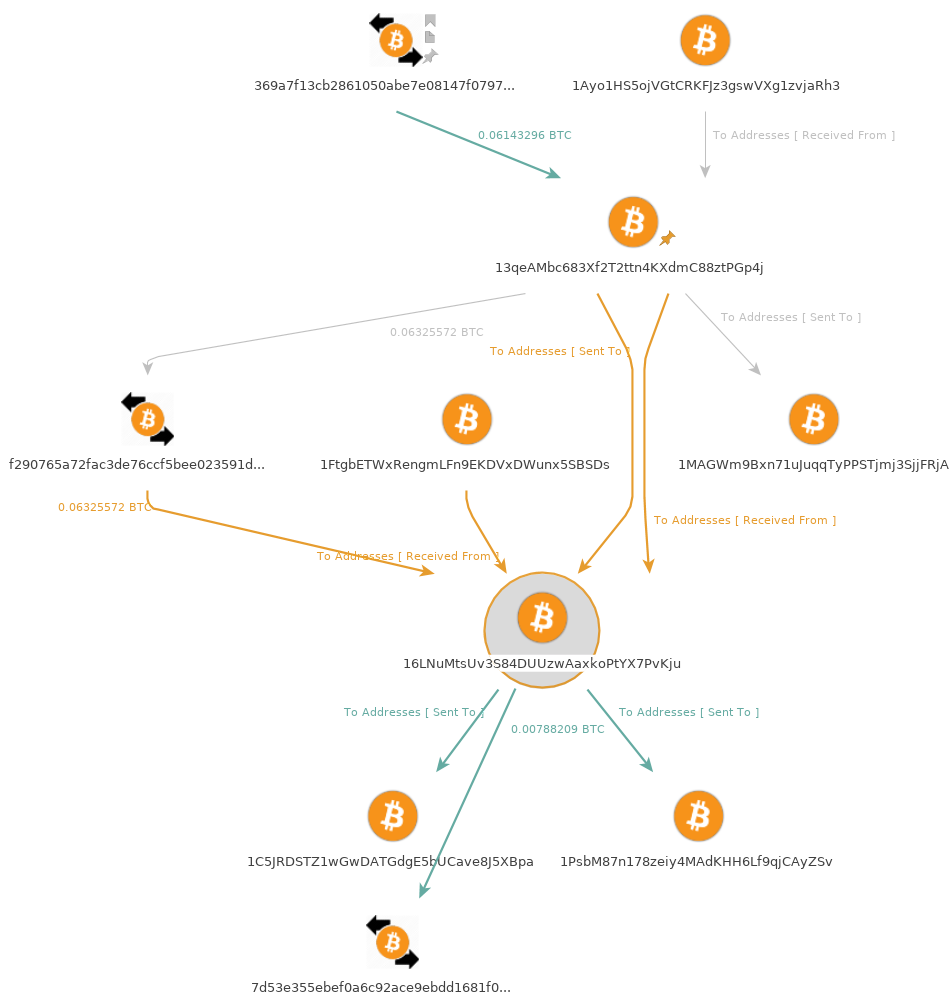 369a7f13cb2861050abe7e08147f0797...
1Ayo1HS5ojVGtCRKFJz3gswVXg1zvjaRh3
0.06143296 BTC
To Addresses [ Received From ]
13qeAMbc683Xf2T2ttn4KXdmC88ztPGp4j
To Addresses [ Sent To ]
0.06325572 BTC
To Addresses [ Sent To ]
f290765a72fac3de76ccf5bee023591d...
1FtgbETWxRengmLFn9EKDVxDWunx5SBSDs
1MAGWm9Bxn71uJuqqTyPPSTjmj3SjjFRjA
0.06325572 BTC
To Addresses [ Received From ]
To Addresses [ Received From ]
16LNuMtsUv3S84DUUzwAaxkoPtYX7PvKju
To Addresses [ Sent To ]
To Addresses [ Sent To ]
0.00788209 BTC
1C5JRDSTZ1wGwDATGdgE5bUCave8J5XBpa
1PsbM87n178zeiy4MAdKHH6Lf9qjCAyZSv
7d53e355ebef0a6c92ace9ebdd1681f0...